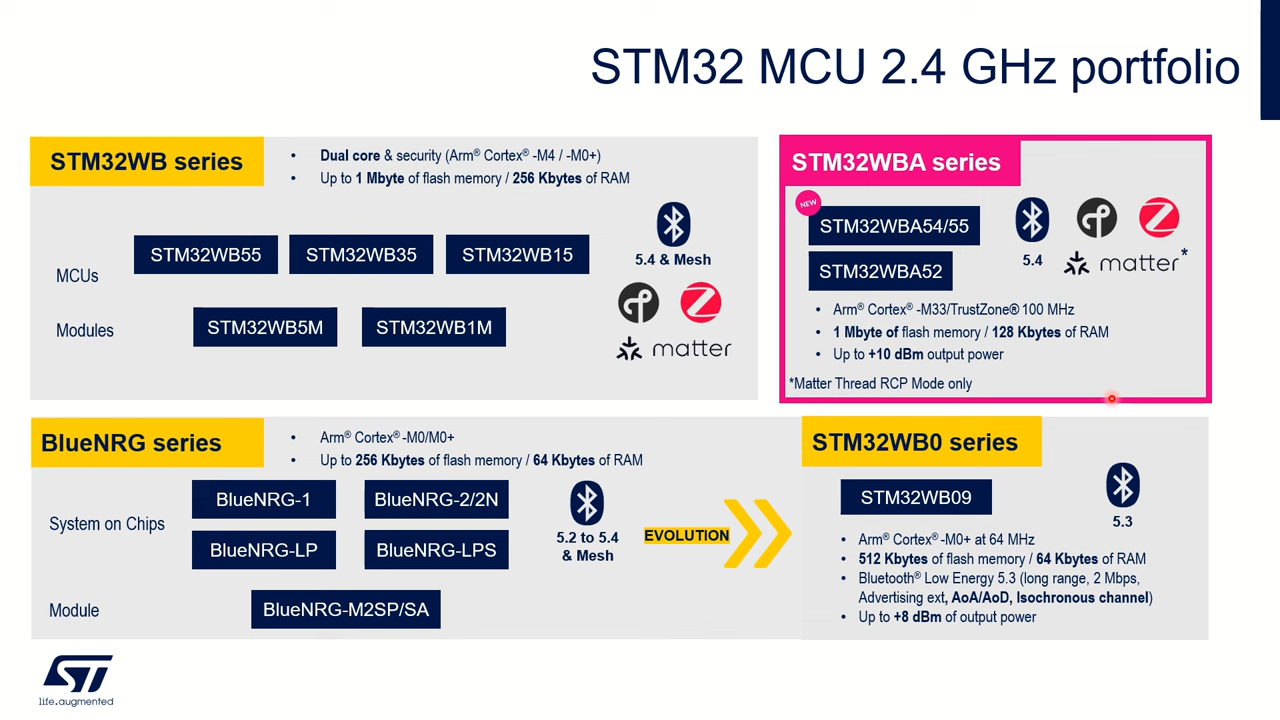 STM32 MCU 2.4 GHz portfolio
STM32WB series
• Dual core & security (Arm® Cortex® -M4 / -M0+)
• Up to 1 Mbyte of flash memory / 256 Kbytes of RAM
MCUs
STM32WB55
STM32WB35
STM32WB15
5.4 & Mesh
Modules
STM32WB5M
STM32WB1M
matter
STM32WBA series
NEW
STM32WBA54/55
STM32WBA52
5.4
matter*
• Arm® Cortex® -M33/TrustZone® 100 MHz
• 1 Mbyte of flash memory / 128 Kbytes of RAM
• Up to +10 dBm output power
*Matter Thread RCP Mode only
BlueNRG series
• Arm® Cortex® -M0/M0+
• Up to 256 Kbytes of flash memory / 64 Kbytes of RAM
System on Chips
BlueNRG-1
BlueNRG-2/2N
BlueNRG-LP
BlueNRG-LPS
5.2 to 5.4
& Mesh
Module
BlueNRG-M2SP/SA
EVOLUTION
STM32WB0 series
STM32WB09
5.3
• Arm® Cortex® -M0+ at 64 MHz
• 512 Kbytes of flash memory / 64 Kbytes of RAM
• Bluetooth® Low Energy 5.3 (long range, 2 Mbps,
Advertising ext, AoA/AoD, Isochronous channel)
• Up to +8 dBm of output power
ST
life.augmented